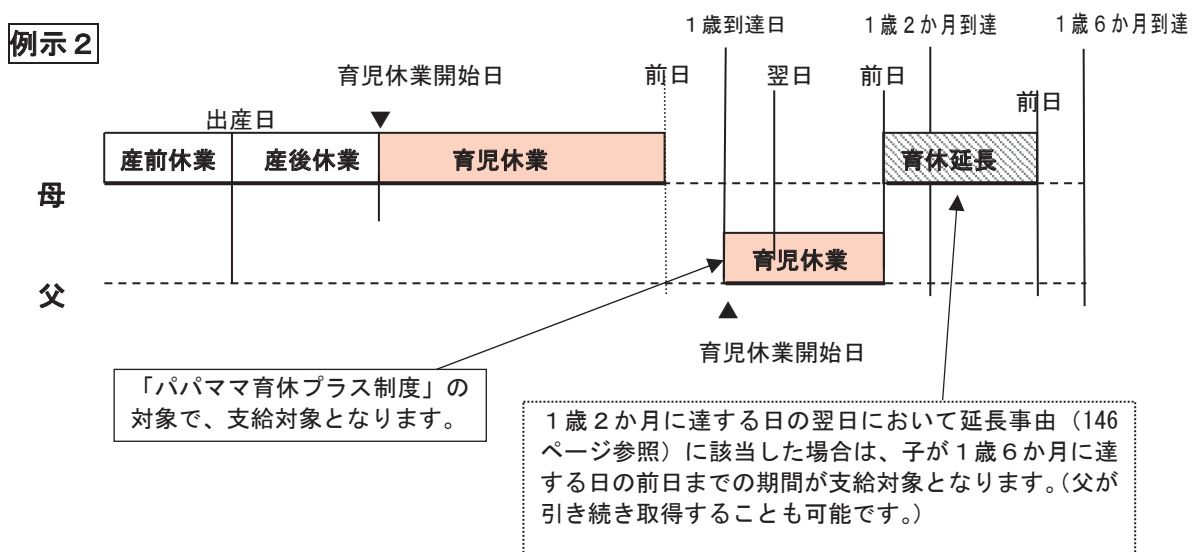 例示２
１歳到達日
１歳２か月到達
１歳６か月到達
育児休業開始日
前日
翌日
前日
前日
出産日
▼
産前休業
産後休業
育児休業
育休延長
母
育児休業
父
▲
育児休業開始日
「パパママ育休プラス制度」の
対象で、支給対象となります。
１歳２か月に達する日の翌日において延長事由（146
ページ参照）に該当した場合は、子が１歳６か月に達
する日の前日までの期間が支給対象となります。（父が
引き続き取得することも可能です。）